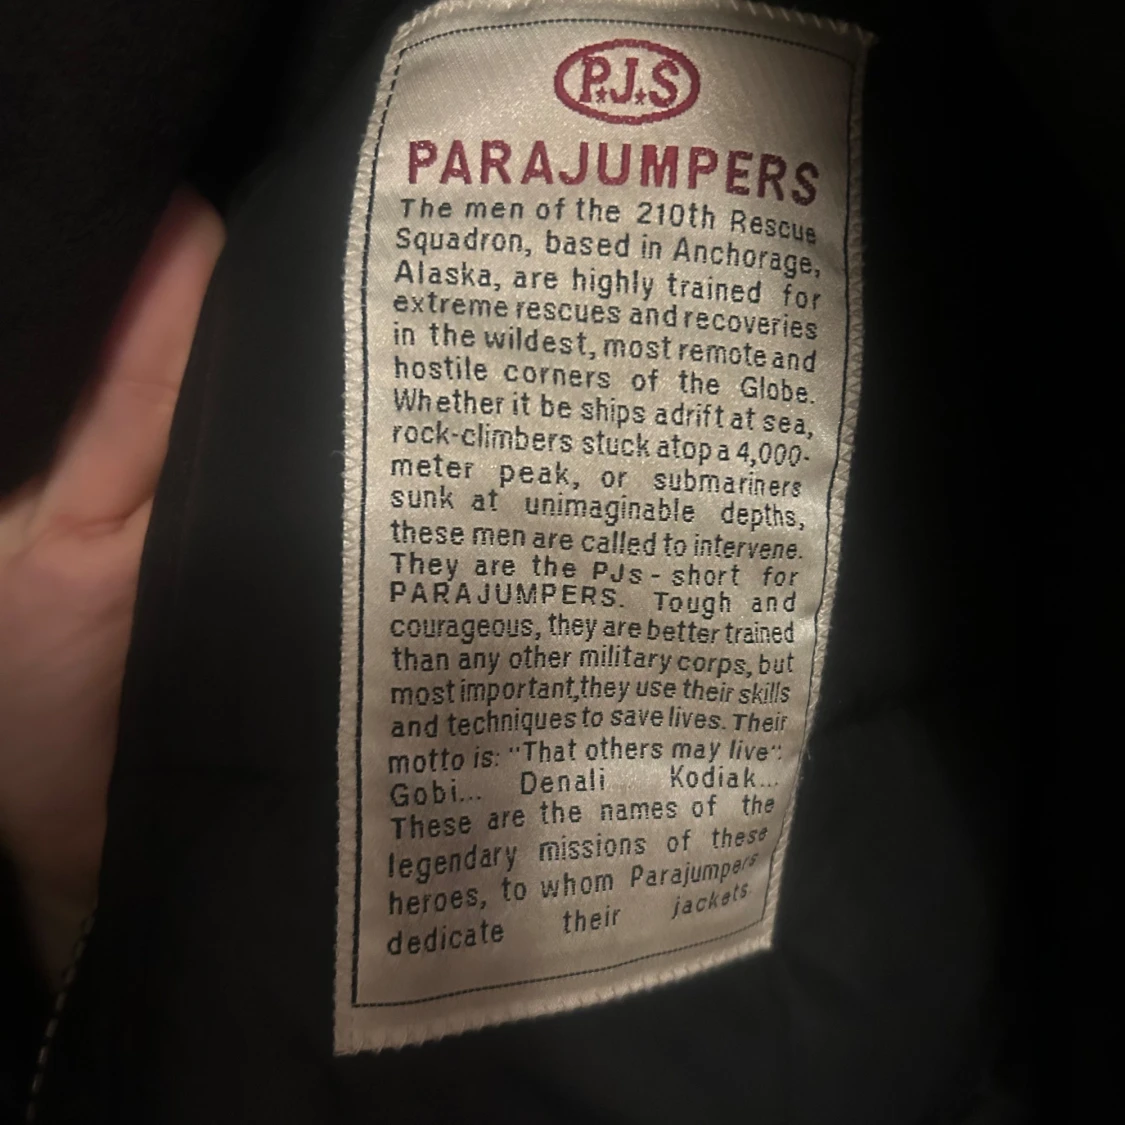 P.J.S
PARAJUMPERS
The men of the 210th Rescue
Squadron, based in Anchorage,
Alaska, are highly trained for
extreme rescues and recoveries
in the wildest, most remote and
hostile corners of the Globe.
Whether it be ships adrift at sea,
rock-climbers stuck atop a 4,000-
meter peak, or submariners
sunk at unimaginable depths,
these men are called to intervene.
They are the PJs - short for
PARAJUMPERS. Tough and
courageous, they are better trained
than any other military corps, but
most important,they use their skills
and techniques to save lives. Their
motto is: "That others may live":
Gobi... Denali Kodiak...
These are the names of the
legendary missions of these
heroes, to whom Parajumpers
dedicate their jackets.